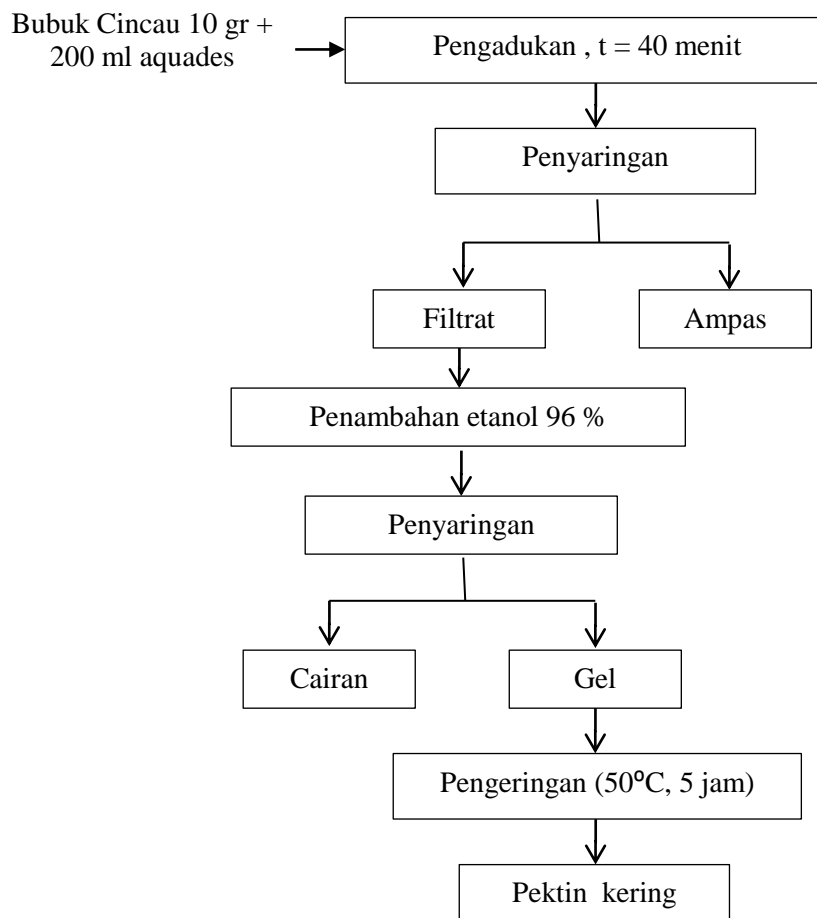 Bubuk Cincau 10 gr +
200 ml aquades
Pengadukan , t = 40 menit
Penyaringan
Filtrat
Ampas
Penambahan etanol 96 %
Penyaringan
Cairan
Gel
Pengeringan (50⁰C, 5 jam)
Pektin kering